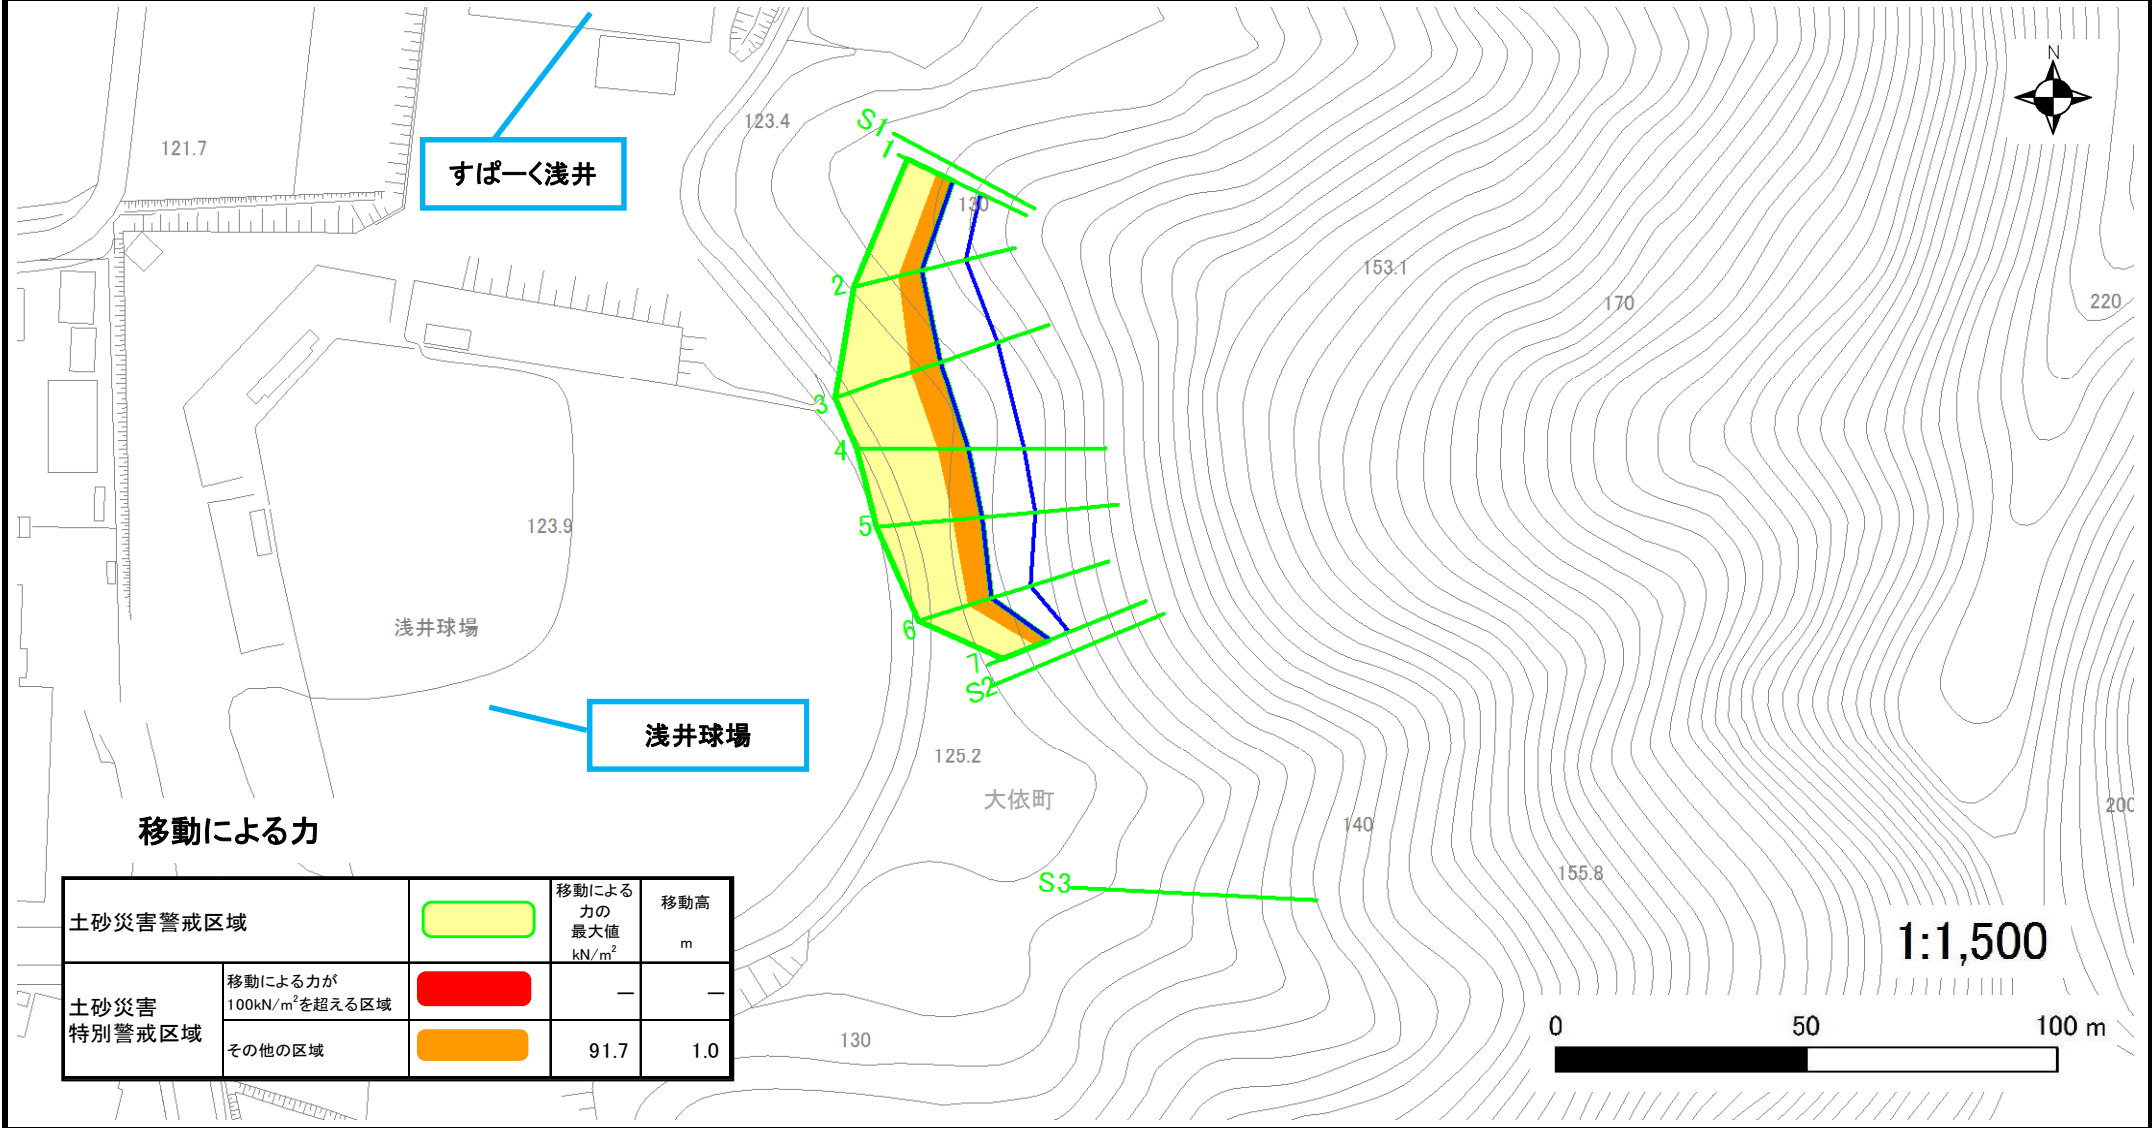 N
121.7
123.4
すぱーく浅井
S1
1
130
153.1
170
220
2
3
4
5
123.9
浅井球場
6
7
S2
浅井球場
125.2
大依町
140
200
155.8
S3
移動による力
土砂災害警戒区域
移動による
力の
最大値
kN/m²
移動高
m
土砂災害
特別警戒区域
移動による力が
100kN/m²を超える区域
― ―
その他の区域
91.7 1.0
130
1:1,500
0 50 100 m